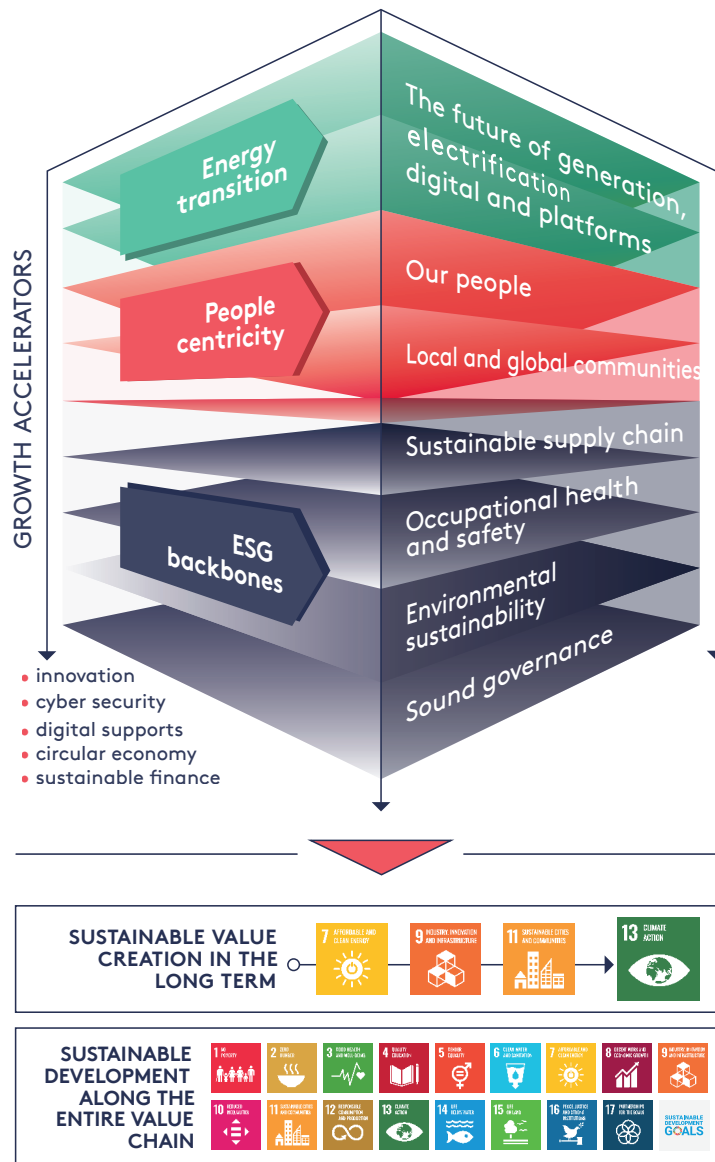 GROWTH ACCELERATORS
Energy
transition
The future of generation,
electrification
digital and platforms
People
centricity
Our people
Local and global communities
ESG
backbones
Sustainable supply chain
Occupational health
and safety
Environmental
sustainability
Sound governance
innovation
cyber security
digital supports
circular economy
sustainable finance
SUSTAINABLE VALUE
CREATION IN THE
LONG TERM
7 AFFORDABLE AND
CLEAN ENERGY
9 INDUSTRY, INNOVATION
AND INFRASTRUCTURE
11 SUSTAINABLE CITIES
AND COMMUNITIES
13 CLIMATE
ACTION
SUSTAINABLE
DEVELOPMENT
ALONG THE
ENTIRE VALUE
CHAIN
1 NO
POVERTY
2 ZERO
HUNGER
3 GOOD HEALTH
AND WELL-BEING
4 QUALITY
EDUCATION
5 GENDER
EQUALITY
6 CLEAN WATER
AND SANITATION
7 AFFORDABLE AND
CLEAN ENERGY
8 DECENT WORK AND
ECONOMIC GROWTH
9 INDUSTRY, INNOVATION
AND INFRASTRUCTURE
10 REDUCED
INEQUALITIES
11 SUSTAINABLE CITIES
AND COMMUNITIES
12 RESPONSIBLE
CONSUMPTION
AND PRODUCTION
13 CLIMATE
ACTION
14 LIFE
BELOW WATER
15 LIFE
ON LAND
16 PEACE, JUSTICE
AND STRONG
INSTITUTIONS
17 PARTNERSHIPS
FOR THE GOALS
SUSTAINABLE
DEVELOPMENT
GOALS